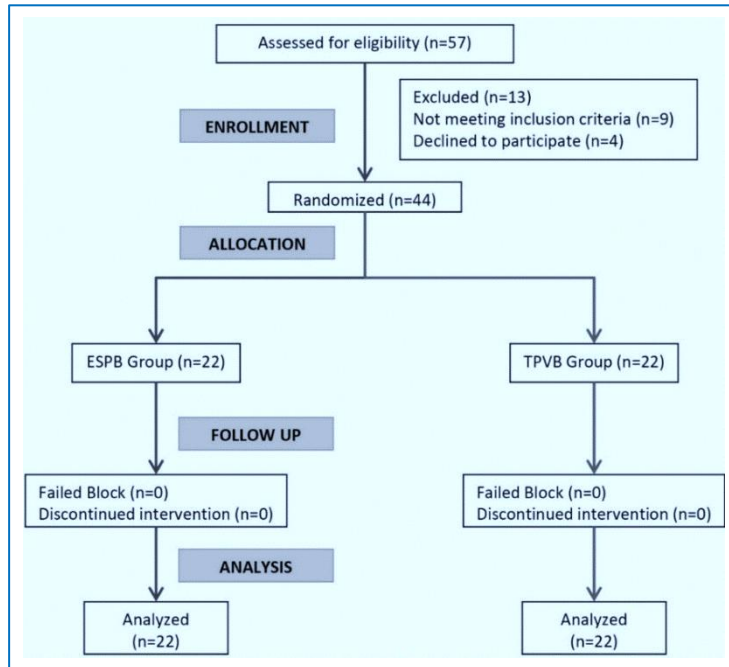 Assessed for eligibility (n=57)
Excluded (n=13)
Not meeting inclusion criteria (n=9)
Declined to participate (n=4)
ENROLLMENT
Randomized (n=44)
ALLOCATION
ESPB Group (n=22)
TPVB Group (n=22)
FOLLOW UP
Failed Block (n=0)
Discontinued intervention (n=0)
Failed Block (n=0)
Discontinued intervention (n=0)
ANALYSIS
Analyzed
(n=22)
Analyzed
(n=22)